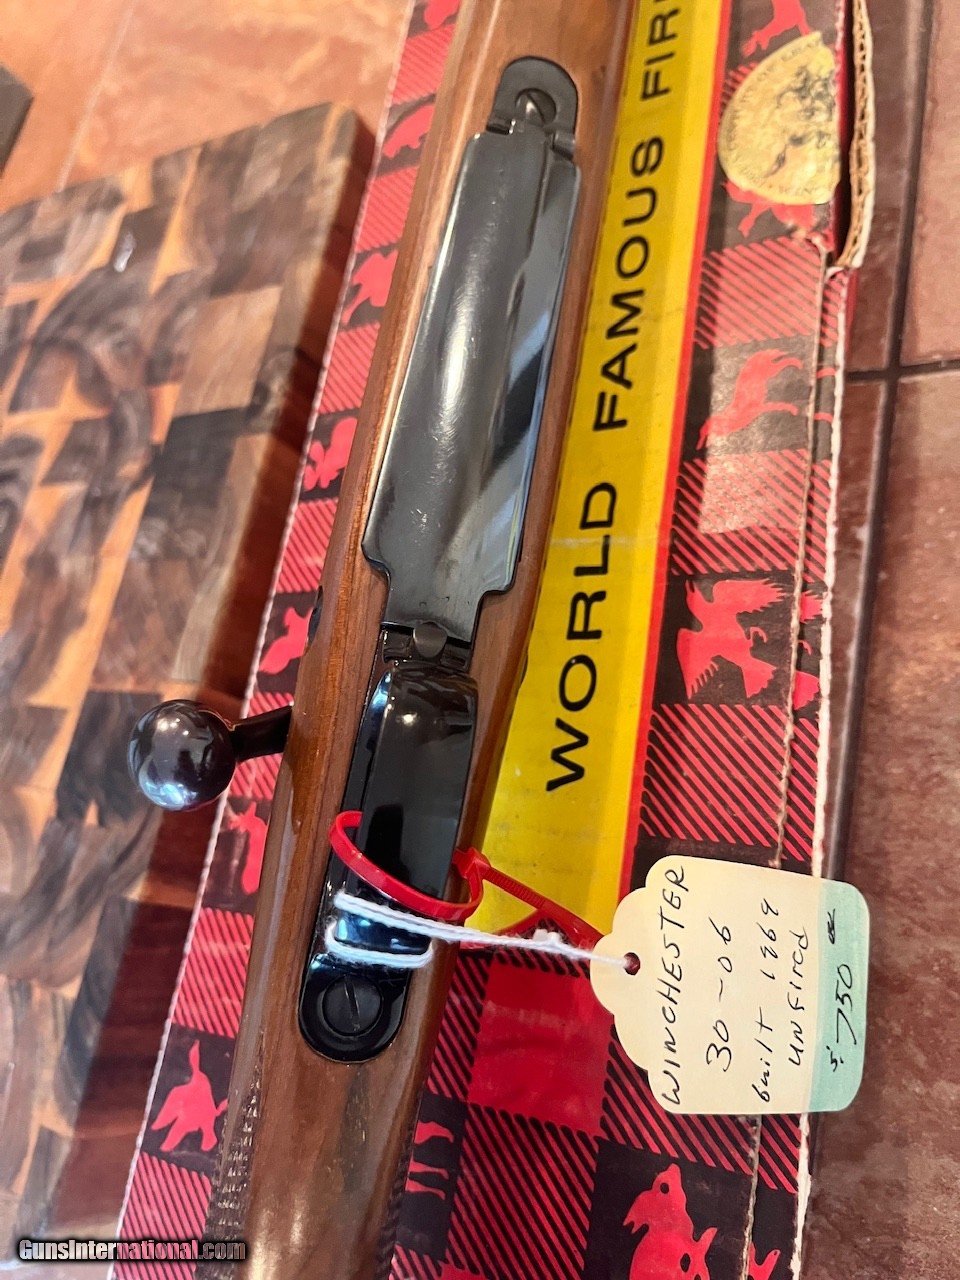 WORLD FAMOUS FIR
WINCHESTER
30-06
built 1969
UNFIRED
750
GunsInternational.com